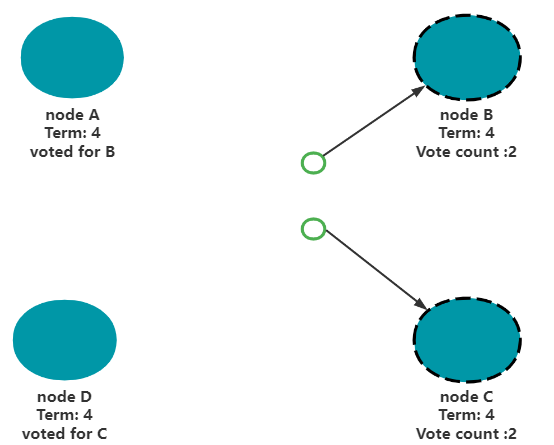 node A
Term: 4
voted for B
node B
Term: 4
Vote count :2
node D
Term: 4
voted for C
node C
Term: 4
Vote count :2